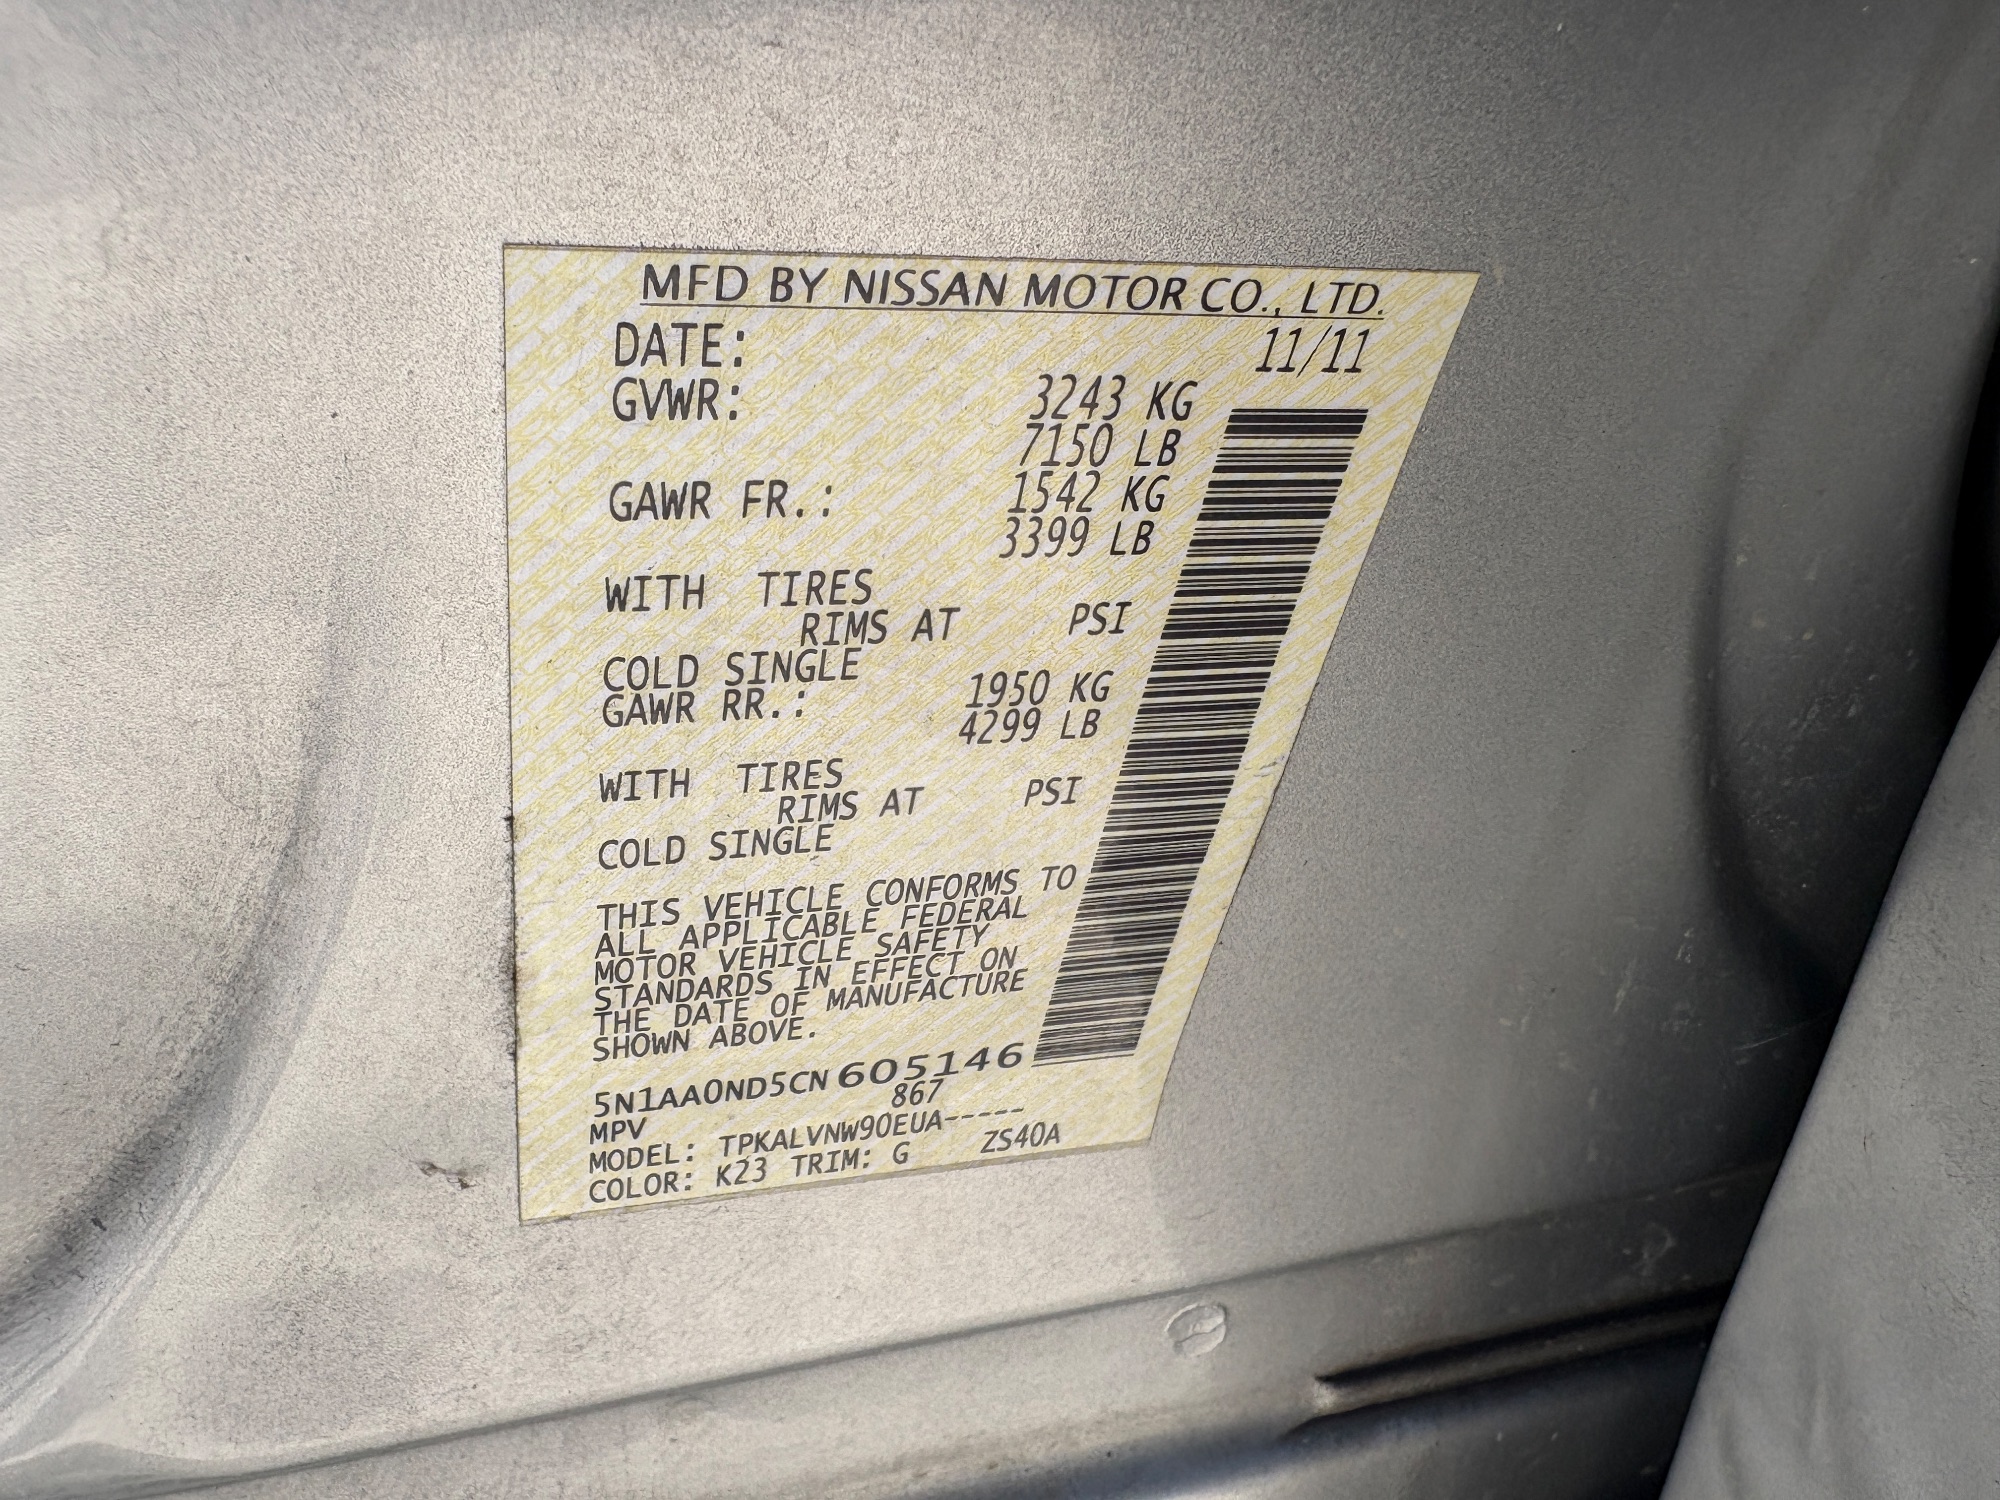 MFD BY NISSAN MOTOR CO., LTD.
DATE: 11/11
GVWR: 3243 KG
7150 LB
GAWR FR.: 1542 KG
3399 LB
WITH TIRES
RIMS AT PSI
COLD SINGLE
GAWR RR.: 1950 KG
4299 LB
WITH TIRES
RIMS AT PSI
COLD SINGLE
THIS VEHICLE CONFORMS TO
ALL APPLICABLE FEDERAL
MOTOR VEHICLE SAFETY
STANDARDS IN EFFECT ON
THE DATE OF MANUFACTURE
SHOWN ABOVE.
5N1AA0ND5CN605146
MPV 867
MODEL: TPKALVNW90EUA-----
COLOR: K23 TRIM: G ZS40A